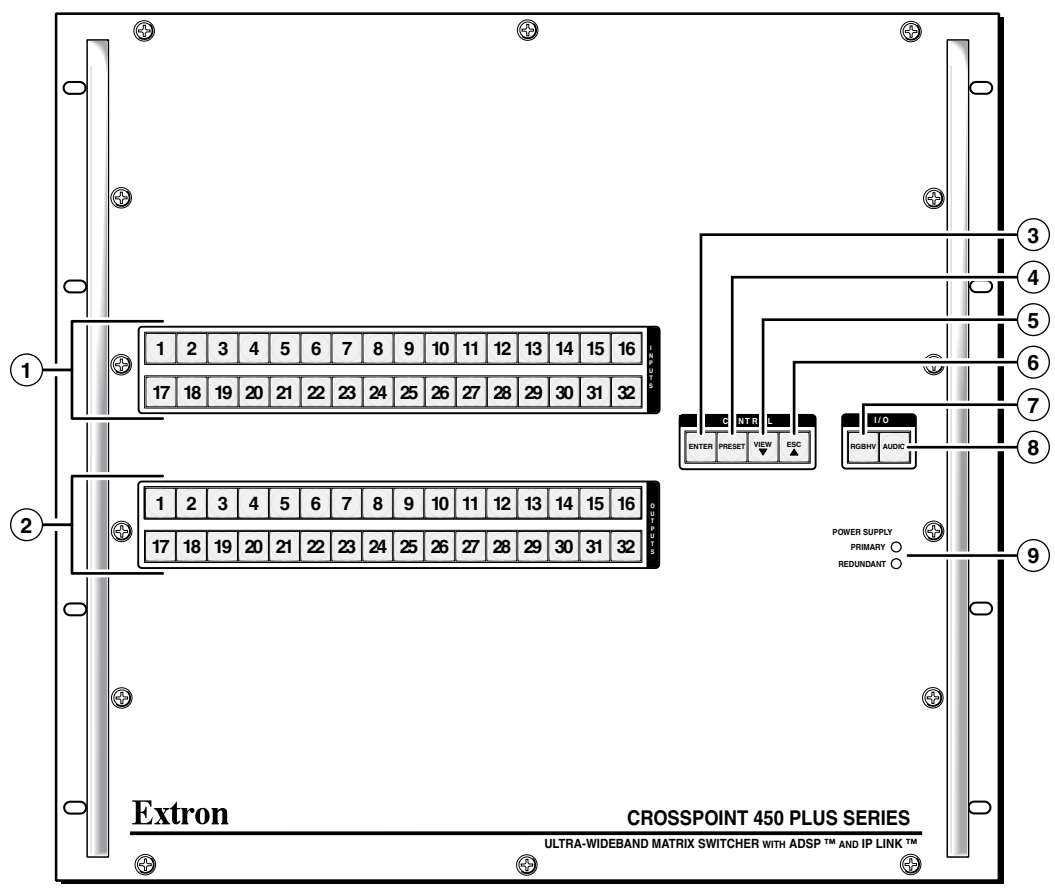 1 2 3 4 5 6 7 8 9 10 11 12 13 14 15 16
INPUTS
17 18 19 20 21 22 23 24 25 26 27 28 29 30 31 32
1
3
4
5
6
7
8
CONTROL
ENTER PRESET VIEW ESC
I/O
RGBHV AUDIO
1 2 3 4 5 6 7 8 9 10 11 12 13 14 15 16
OUTPUTS
17 18 19 20 21 22 23 24 25 26 27 28 29 30 31 32
2
POWER SUPPLY
PRIMARY
REDUNDANT
9
Extron
CROSSPOINT 450 PLUS SERIES
ULTRA-WIDEBAND MATRIX SWITCHER WITH ADSP ™ AND IP LINK ™